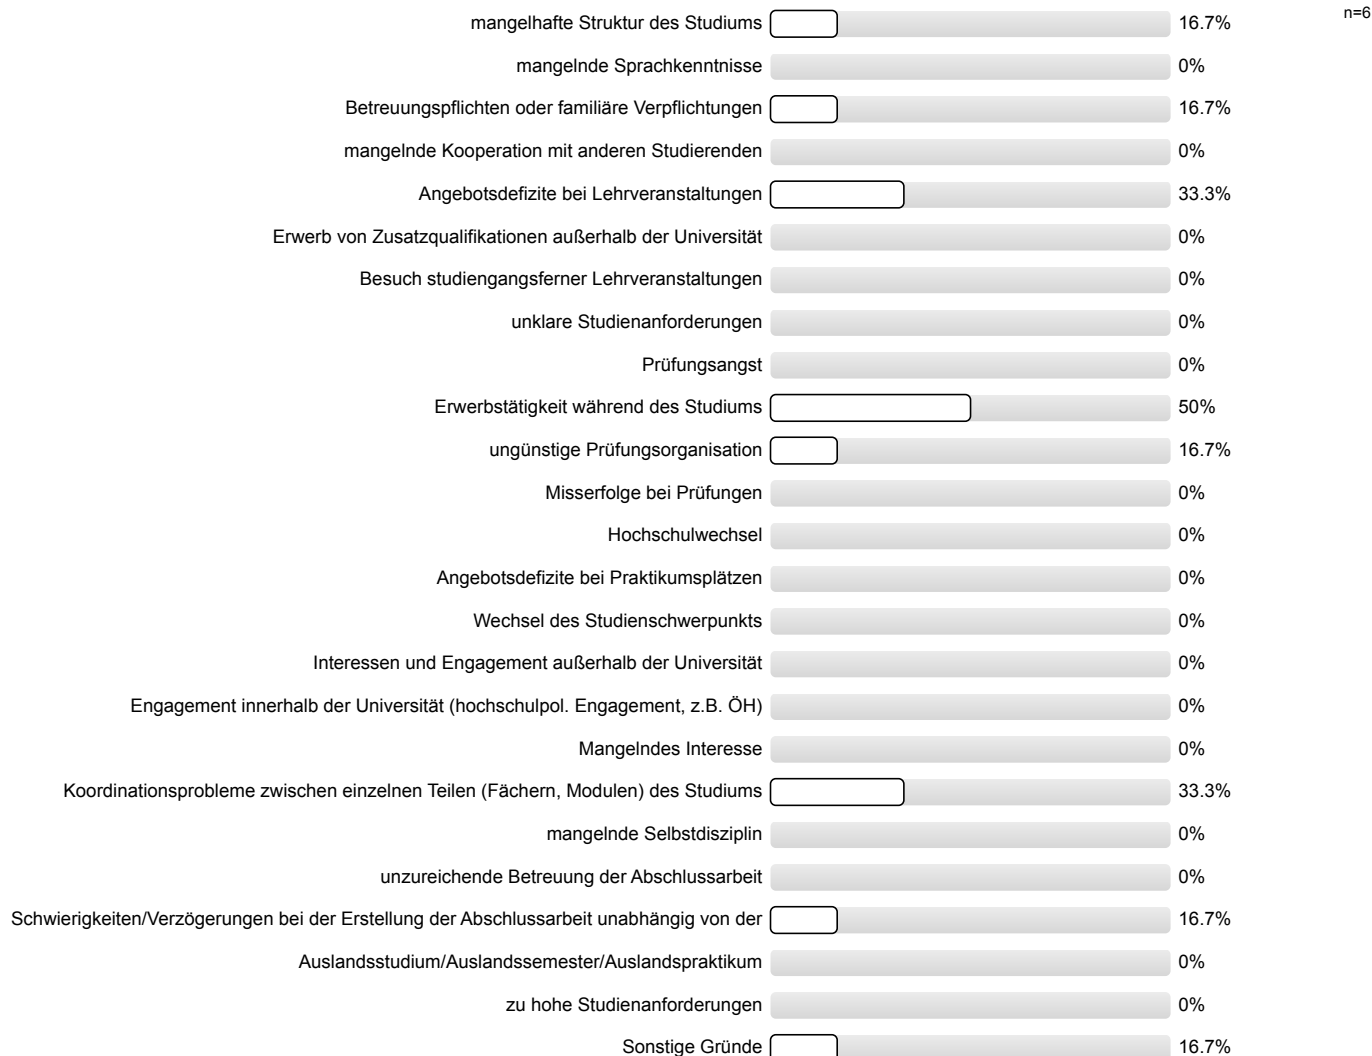 n=6
mangelhafte Struktur des Studiums 16.7%
mangelnde Sprachkenntnisse 0%
Betreuungspflichten oder familiäre Verpflichtungen 16.7%
mangelnde Kooperation mit anderen Studierenden 0%
Angebotsdefizite bei Lehrveranstaltungen 33.3%
Erwerb von Zusatzqualifikationen außerhalb der Universität 0%
Besuch studiengangsferner Lehrveranstaltungen 0%
unklare Studienanforderungen 0%
Prüfungsangst 0%
Erwerbstätigkeit während des Studiums 50%
ungünstige Prüfungsorganisation 16.7%
Misserfolge bei Prüfungen 0%
Hochschulwechsel 0%
Angebotsdefizite bei Praktikumsplätzen 0%
Wechsel des Studienschwerpunkts 0%
Interessen und Engagement außerhalb der Universität 0%
Engagement innerhalb der Universität (hochschulpol. Engagement, z.B. ÖH) 0%
Mangelndes Interesse 0%
Koordinationsprobleme zwischen einzelnen Teilen (Fächern, Modulen) des Studiums 33.3%
mangelnde Selbstdisziplin 0%
unzureichende Betreuung der Abschlussarbeit 0%
Schwierigkeiten/Verzögerungen bei der Erstellung der Abschlussarbeit unabhängig von der 16.7%
Auslandsstudium/Auslandssemester/Auslandspraktikum 0%
zu hohe Studienanforderungen 0%
Sonstige Gründe 16.7%